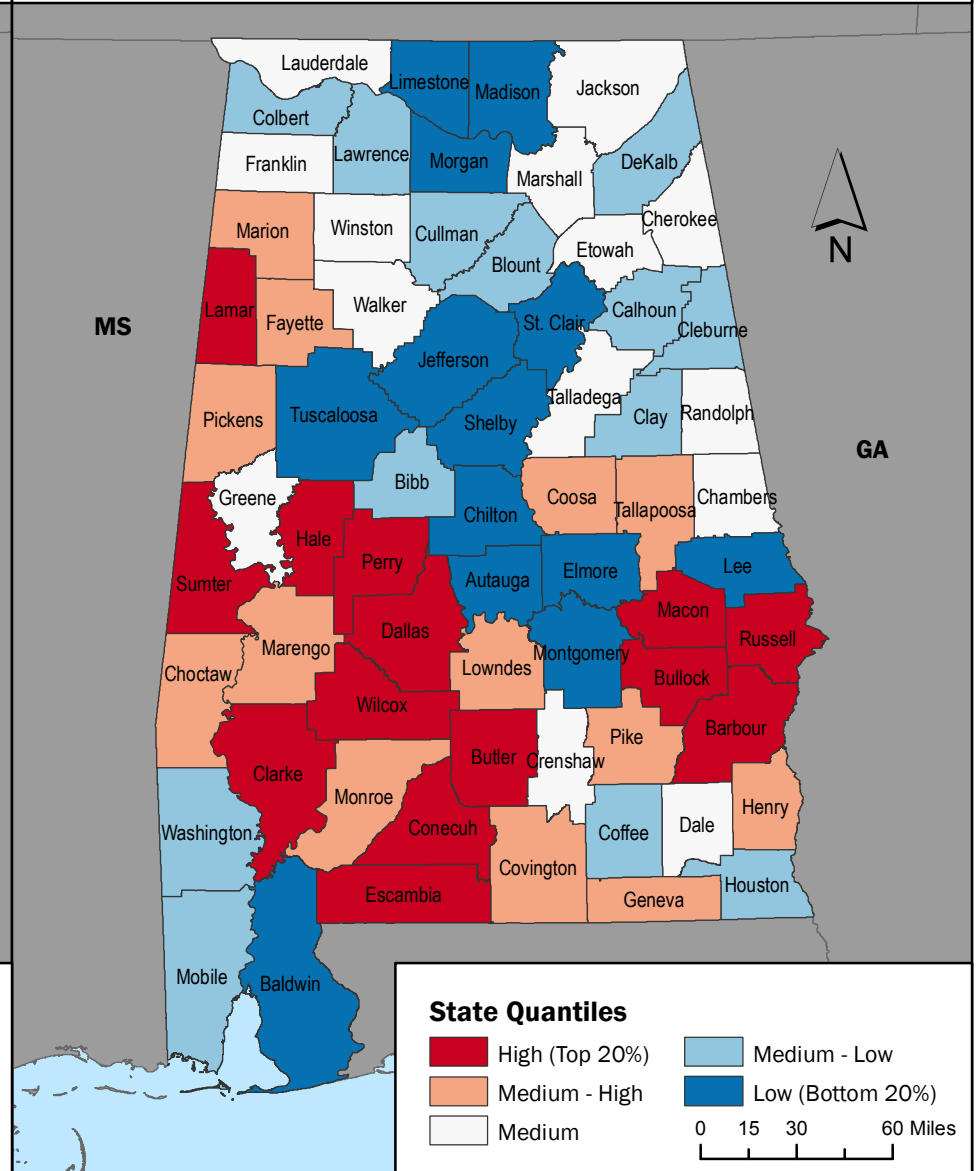 Lauderdale
Limestone
Madison
Jackson
Colbert
Lawrence
Franklin
Morgan
Marshall
DeKalb
Cherokee
Marion
Winston
Cullman
Blount
Etowah
Lamar
Fayette
Walker
St. Clair
Calhoun
Cleburne
MS
Jefferson
Talladega
Pickens
Tuscaloosa
Shelby
Clay
Randolph
GA
N
Greene
Bibb
Coosa
Tallapoosa
Chambers
Hale
Chilton
Sumter
Perry
Autauga
Elmore
Lee
Macon
Dallas
Russell
Marengo
Choctaw
Lowndes
Montgomery
Bullock
Wilcox
Barbour
Clarke
Butler
Crenshaw
Pike
Monroe
Henry
Washington
Conecuh
Coffee
Dale
Covington
Escambia
Geneva
Houston
Mobile
Baldwin
State Quantiles
High (Top 20%)
Medium - High
Medium
Medium - Low
Low (Bottom 20%)
0 15 30 60 Miles